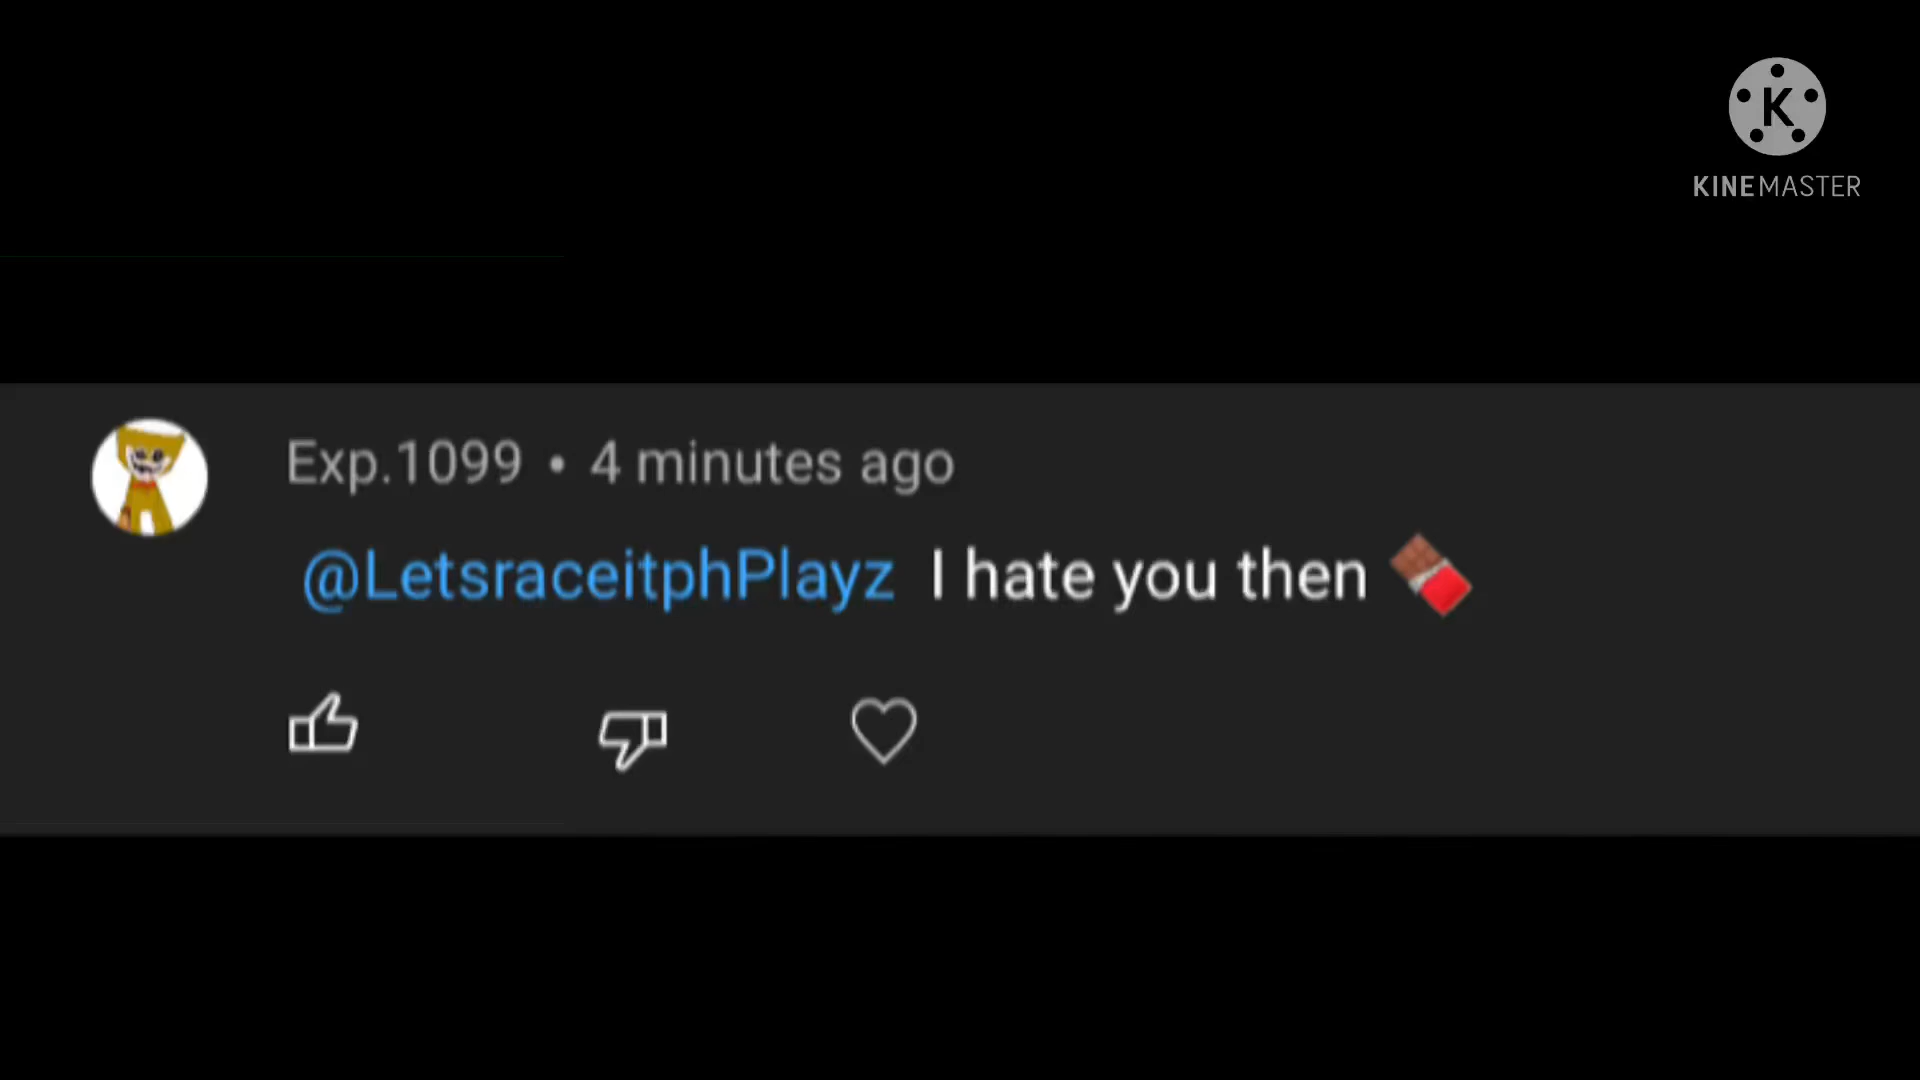 K
KINEMASTER
Exp.1099 • 4 minutes ago
@LetsraceitphPlayz I hate you then 🍫